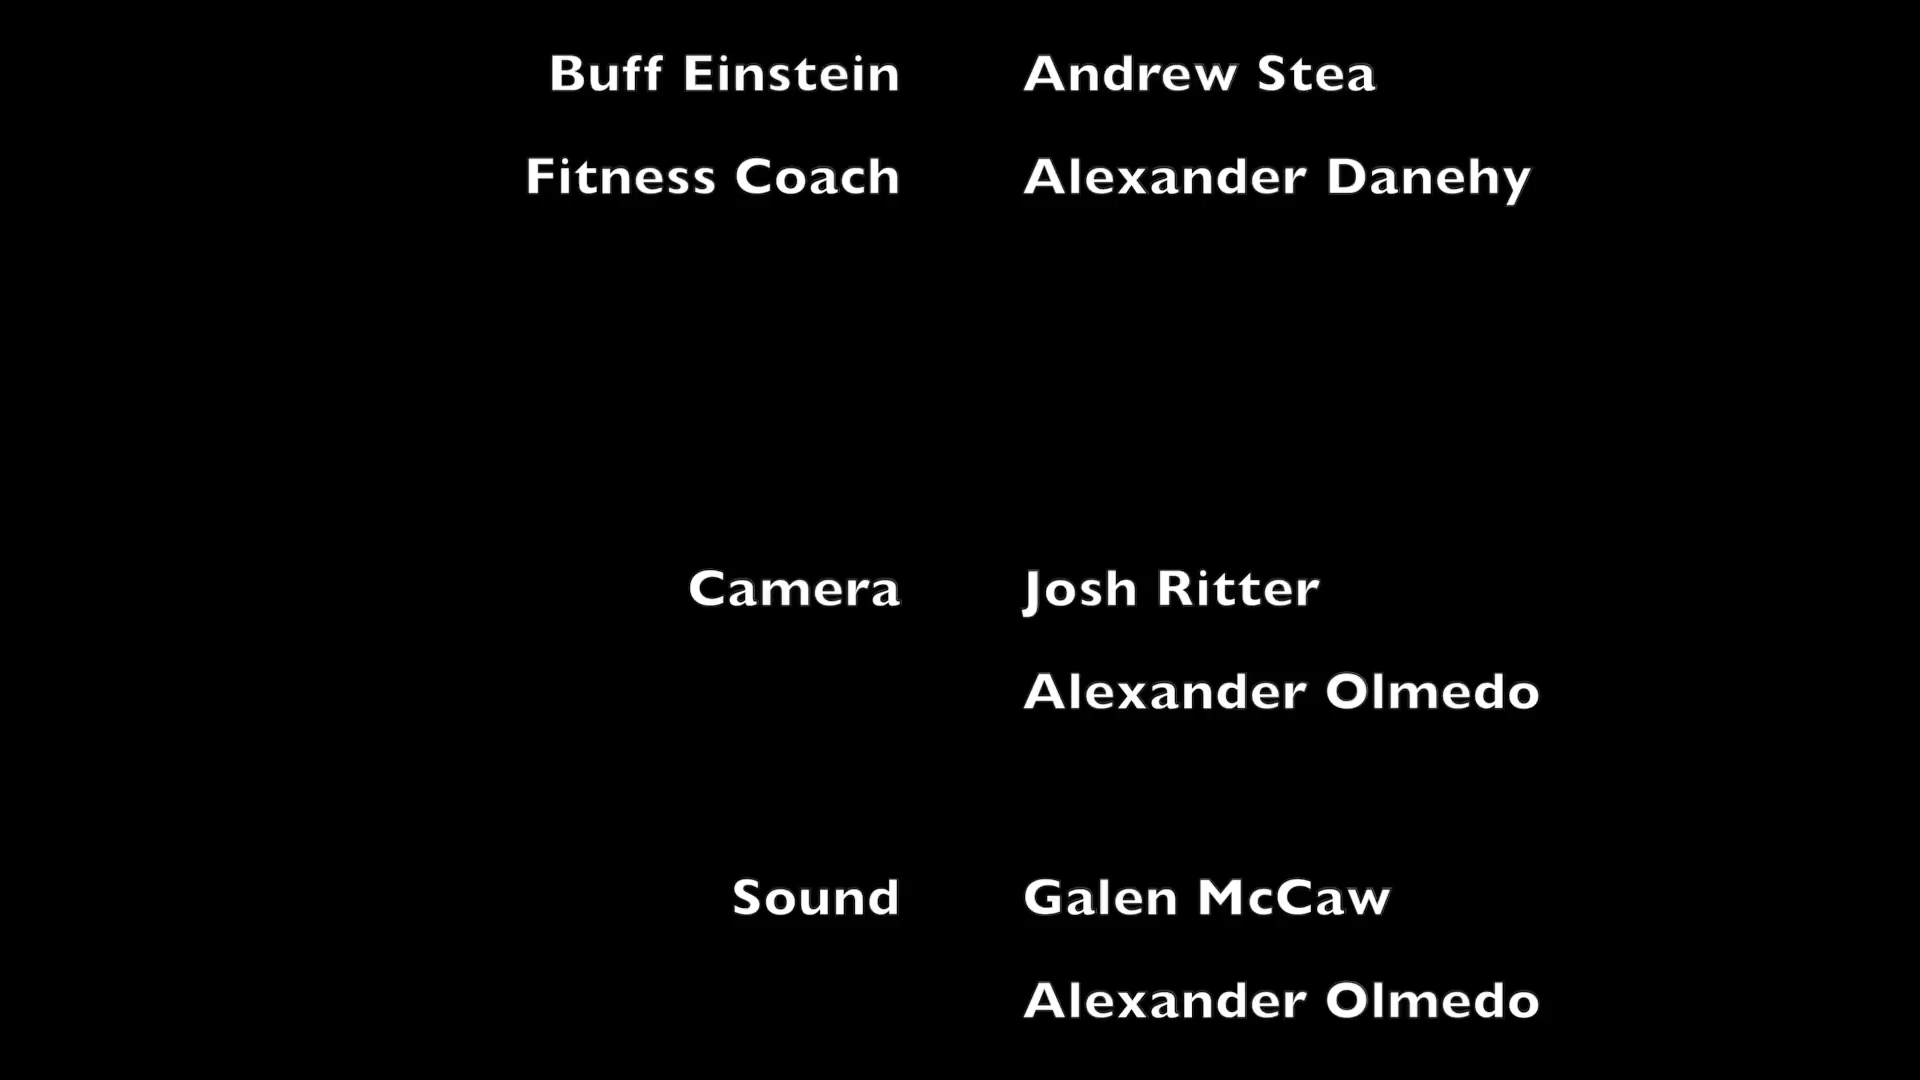 Buff Einstein Andrew Stea
Fitness Coach Alexander Danehy
Camera Josh Ritter
Alexander Olmedo
Sound Galen McCaw
Alexander Olmedo